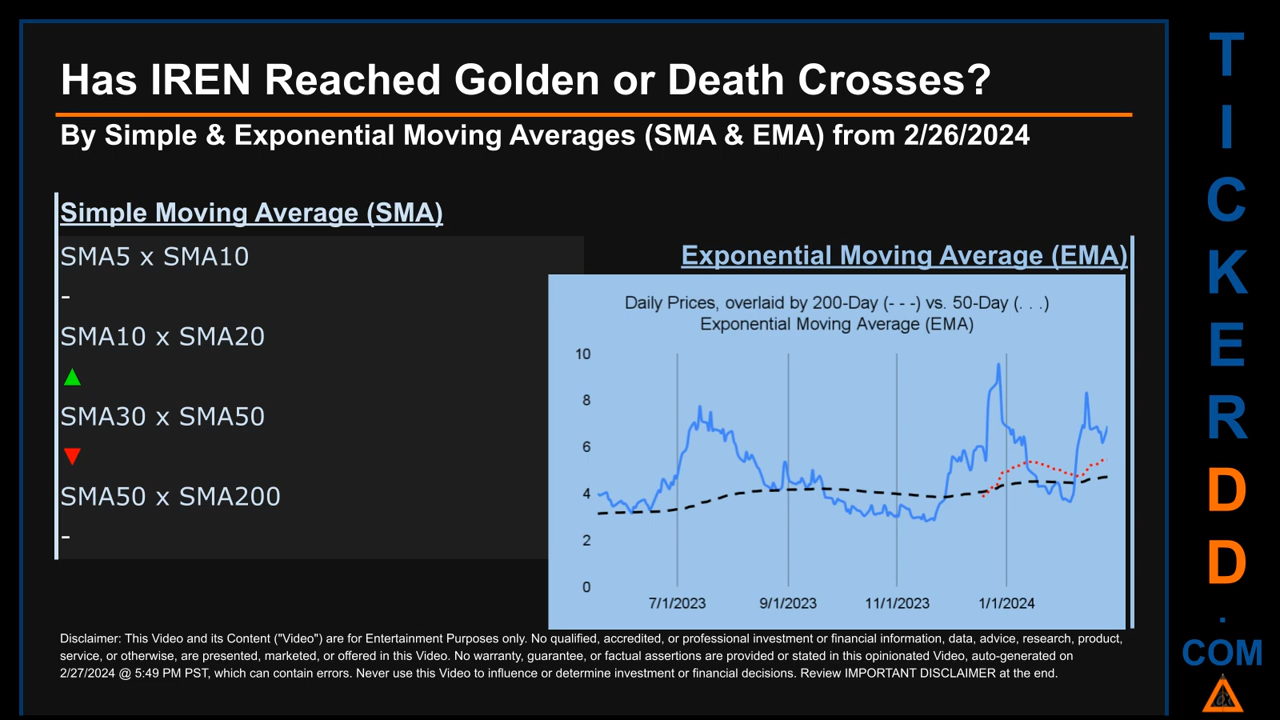 Has IREN Reached Golden or Death Crosses?
By Simple & Exponential Moving Averages (SMA & EMA) from 2/26/2024
Simple Moving Average (SMA)
SMA5 x SMA10
-
SMA10 x SMA20
▲
SMA30 x SMA50
▼
SMA50 x SMA200
-
Exponential Moving Average (EMA)
Daily Prices, overlaid by 200-Day (- - -) vs. 50-Day (. . .)
Exponential Moving Average (EMA)
10
8
6
4
2
0
7/1/2023 9/1/2023 11/1/2023 1/1/2024
Disclaimer: This Video and its Content ("Video") are for Entertainment Purposes only. No qualified, accredited, or professional investment or financial information, data, advice, research, product,
service, or otherwise, are presented, marketed, or offered in this Video. No warranty, guarantee, or factual assertions are provided or stated in this opinionated Video, auto-generated on
2/27/2024 @ 5:49 PM PST, which can contain errors. Never use this Video to influence or determine investment or financial decisions. Review IMPORTANT DISCLAIMER at the end.
T
I
C
K
E
R
D
D
.
COM